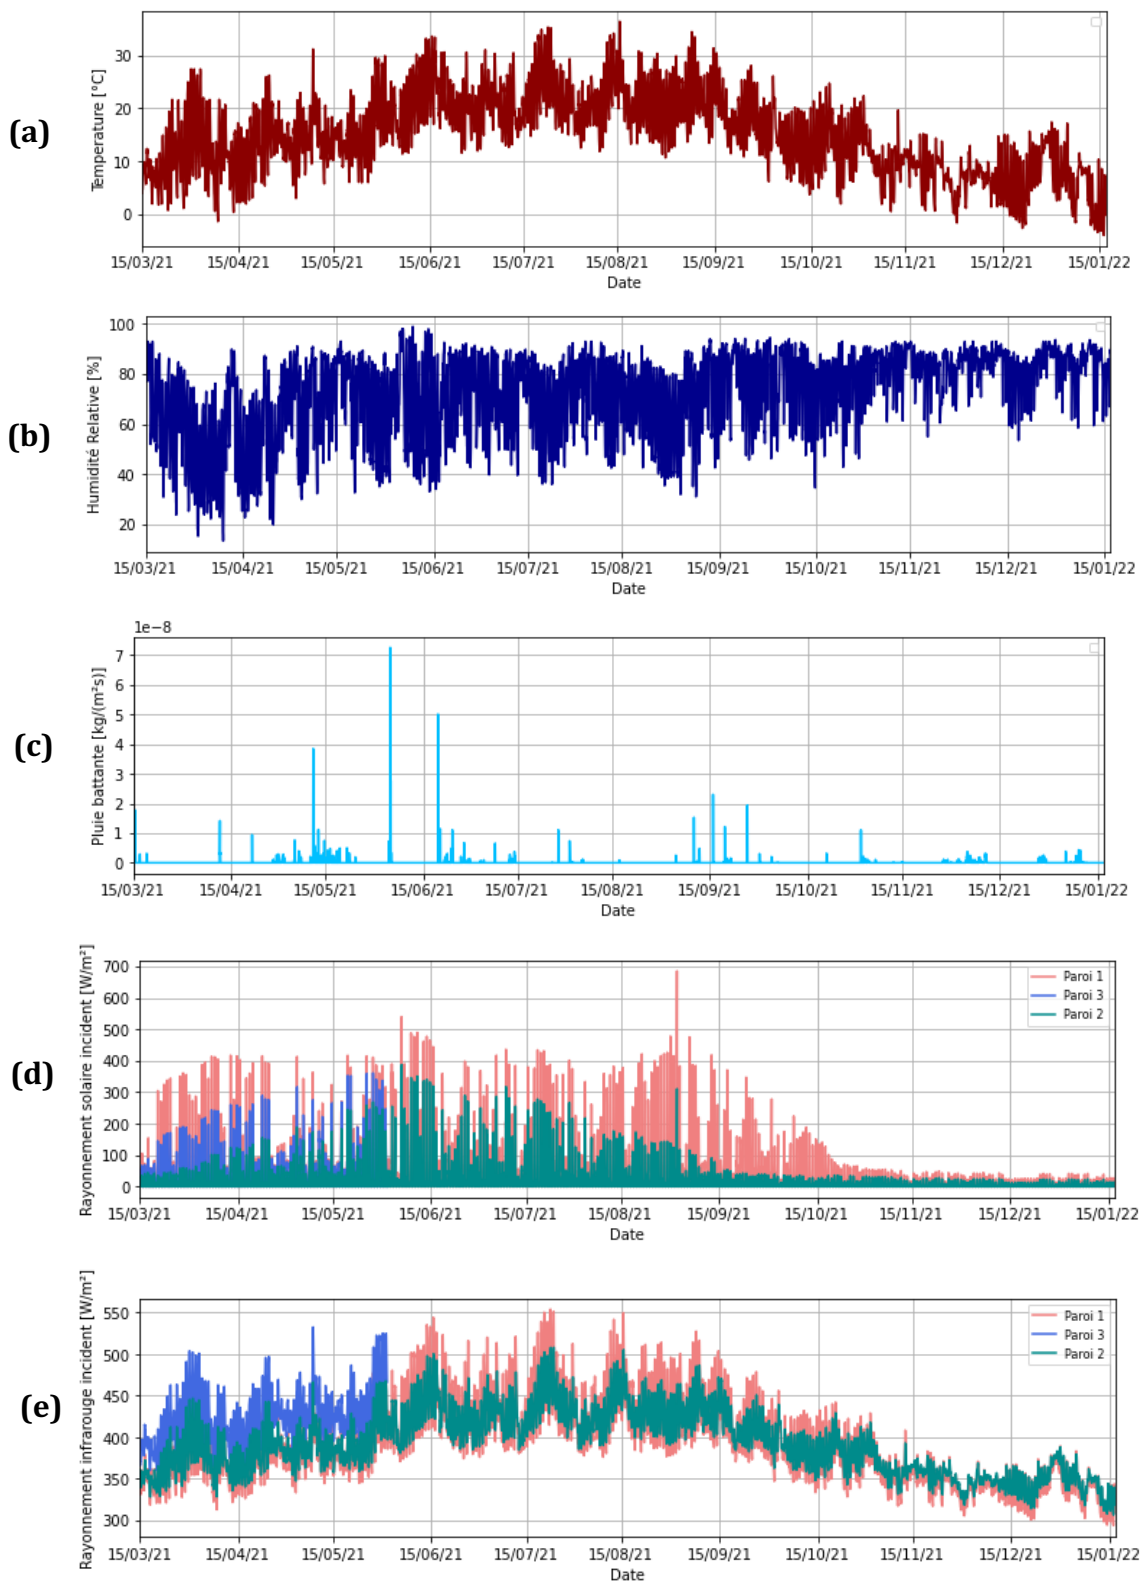 (a)
Temperature [°C]
30
20
10
0
15/03/21 15/04/21 15/05/21 15/06/21 15/07/21 15/08/21 15/09/21 15/10/21 15/11/21 15/12/21 15/01/22
Date
(b)
Humidité Relative [%]
100
80
60
40
20
15/03/21 15/04/21 15/05/21 15/06/21 15/07/21 15/08/21 15/09/21 15/10/21 15/11/21 15/12/21 15/01/22
Date
(c)
Pluie battante [kg/(m²s)]
1e−8
7
6
5
4
3
2
1
0
15/03/21 15/04/21 15/05/21 15/06/21 15/07/21 15/08/21 15/09/21 15/10/21 15/11/21 15/12/21 15/01/22
Date
(d)
Rayonnement solaire incident [W/m²]
700
600
500
400
300
200
100
0
Paroi 1
Paroi 3
Paroi 2
15/03/21 15/04/21 15/05/21 15/06/21 15/07/21 15/08/21 15/09/21 15/10/21 15/11/21 15/12/21 15/01/22
Date
(e)
Rayonnement infrarouge incident [W/m²]
550
500
450
400
350
300
Paroi 1
Paroi 3
Paroi 2
15/03/21 15/04/21 15/05/21 15/06/21 15/07/21 15/08/21 15/09/21 15/10/21 15/11/21 15/12/21 15/01/22
Date